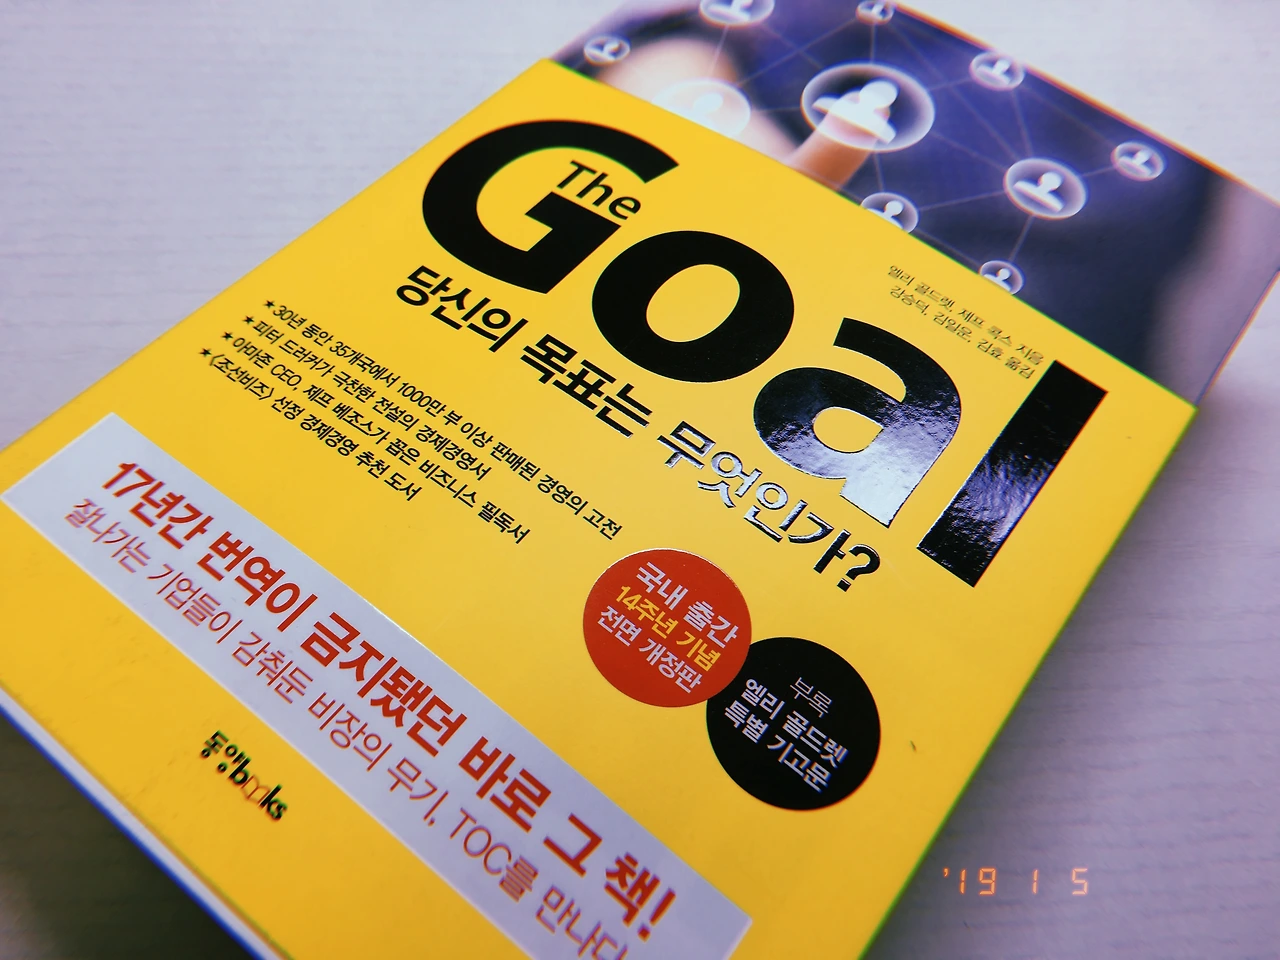 The
Goal
당신의 목표는 무엇인가?
엘리 골드렛, 제프 콕스 지음
강승덕, 김일운, 김효 옮김
★30년 동안 35개국에서 1000만 부 이상 판매된 경영의 고전
★피터 드러커가 극찬한 전설의 경제경영서
★아마존 CEO, 제프 베조스가 꼽은 비즈니스 필독서
★〈조선비즈〉 선정 경제경영 추천 도서
국내 출간
14주년 기념
전면 개정판
부록
엘리 골드렛
특별 기고문
17년간 번역이 금지됐던 바로 그 책!
잘나가는 기업들이 감춰둔 비장의 무기, TOC를 만나다
동양books
'19 1 5